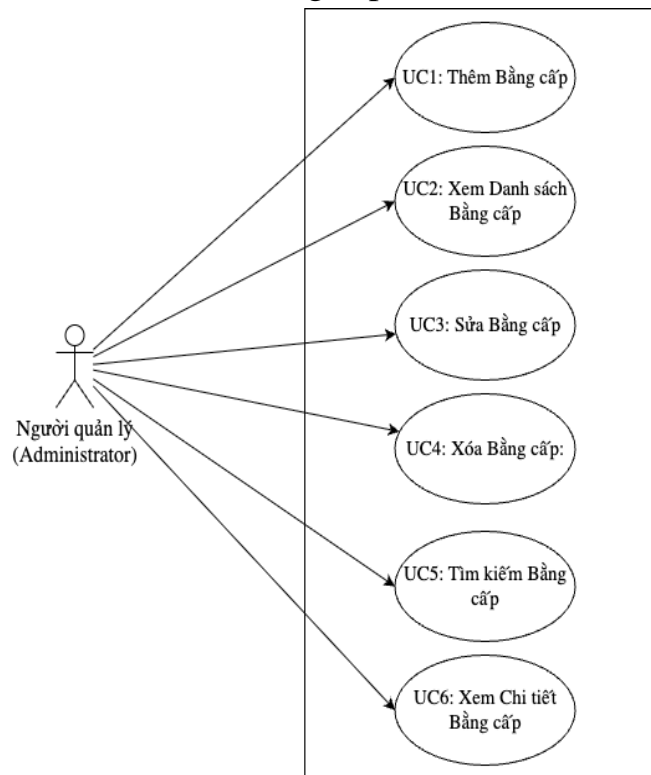 UC1: Thêm Bằng cấp
UC2: Xem Danh sách
Bằng cấp
UC3: Sửa Bằng cấp
Người quản lý
(Administrator)
UC4: Xóa Bằng cấp:
UC5: Tìm kiếm Bằng
cấp
UC6: Xem Chi tiết
Bằng cấp